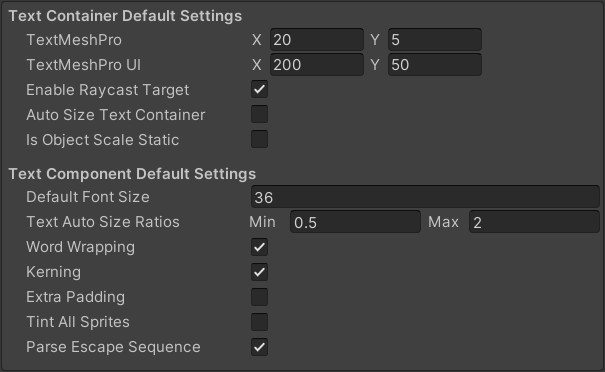 Text Container Default Settings
TextMeshPro X 20 Y 5
TextMeshPro UI X 200 Y 50
Enable Raycast Target
Auto Size Text Container
Is Object Scale Static
Text Component Default Settings
Default Font Size 36
Text Auto Size Ratios Min 0.5 Max 2
Word Wrapping
Kerning
Extra Padding
Tint All Sprites
Parse Escape Sequence